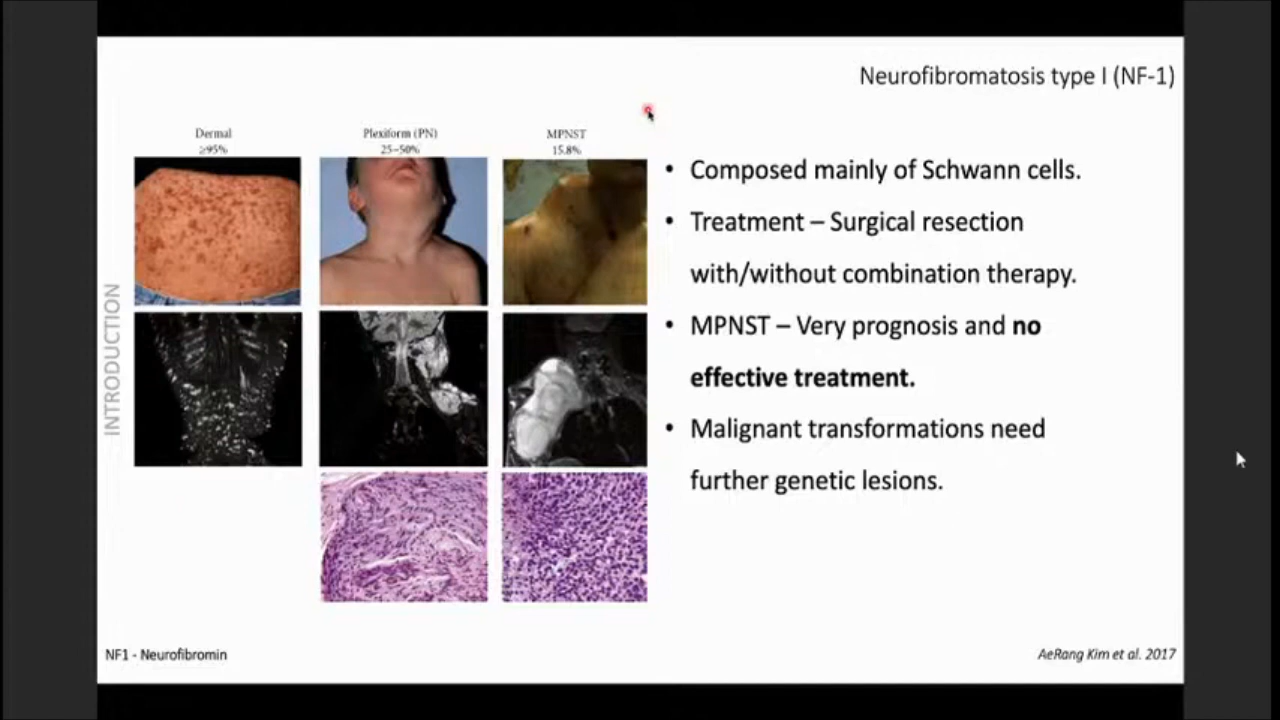 Neurofibromatosis type I (NF-1)
Dermal
≥95%
Plexiform (PN)
25–50%
MPNST
15.8%
INTRODUCTION
• Composed mainly of Schwann cells.
• Treatment – Surgical resection
with/without combination therapy.
• MPNST – Very prognosis and no
effective treatment.
• Malignant transformations need
further genetic lesions.
NF1 - Neurofibromin
AeRang Kim et al. 2017